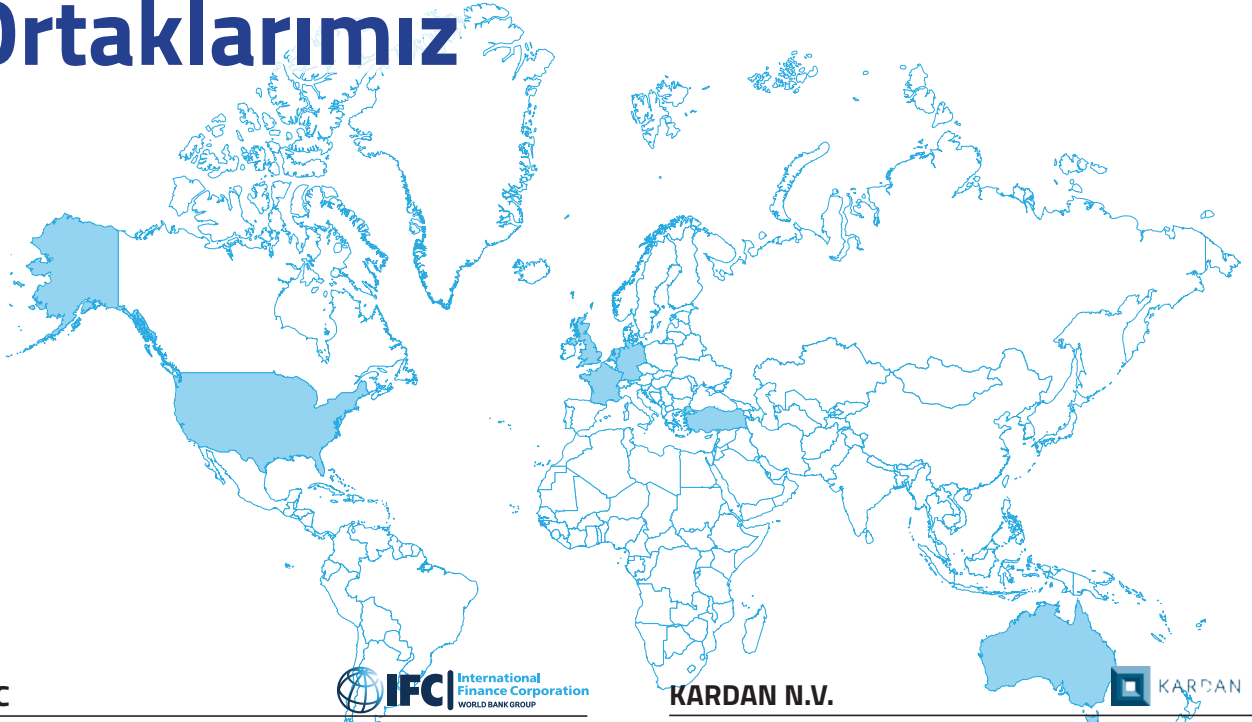 Ortaklarımız
C
IFC
International
Finance Corporation
WORLD BANK GROUP
KARDAN N.V.
KARDAN